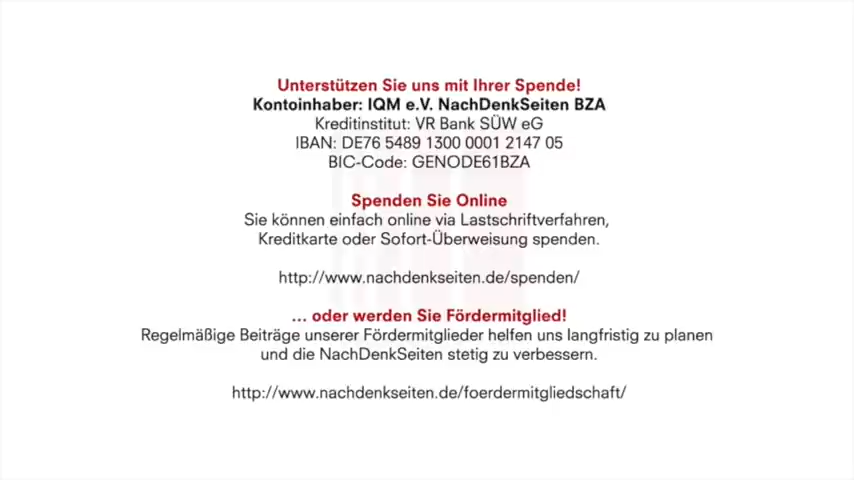 Unterstützen Sie uns mit Ihrer Spende!
Kontoinhaber: IQM e.V. NachDenkSeiten BZA
Kreditinstitut: VR Bank SÜW eG
IBAN: DE76 5489 1300 0001 2147 05
BIC-Code: GENODE61BZA
Spenden Sie Online
Sie können einfach online via Lastschriftverfahren,
Kreditkarte oder Sofort-Überweisung spenden.
http://www.nachdenkseiten.de/spenden/
... oder werden Sie Fördermitglied!
Regelmäßige Beiträge unserer Fördermitglieder helfen uns langfristig zu planen
und die NachDenkSeiten stetig zu verbessern.
http://www.nachdenkseiten.de/foerdermitgliedschaft/